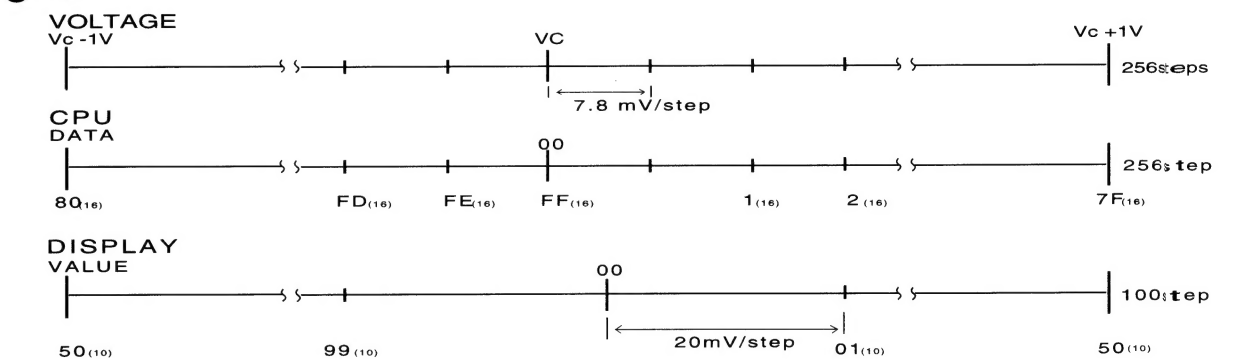 VOLTAGE
Vc -1V VC Vc +1V
256steps
7.8 mV/step
CPU
DATA 00
256step
80(16) FD(16) FE(16) FF(16) 1(16) 2(16) 7F(16)
DISPLAY
VALUE 00
100step
20mV/step
50(10) 99(10) 01(10) 50(10)